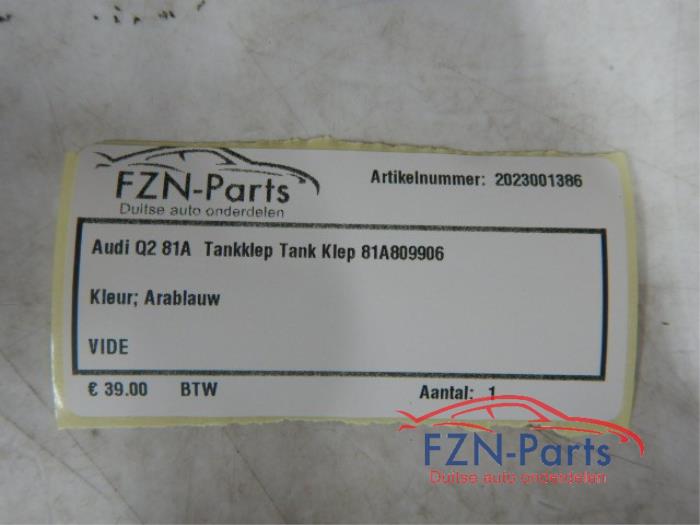 FZN-Parts
Duitse auto onderdelen
Artikelnummer: 2023001386
Audi Q2 81A Tankklep Tank Klep 81A809906
Kleur; Arablauw
VIDE
€ 39.00 BTW Aantal: 1
FZN-Parts
Duitse auto onderdelen